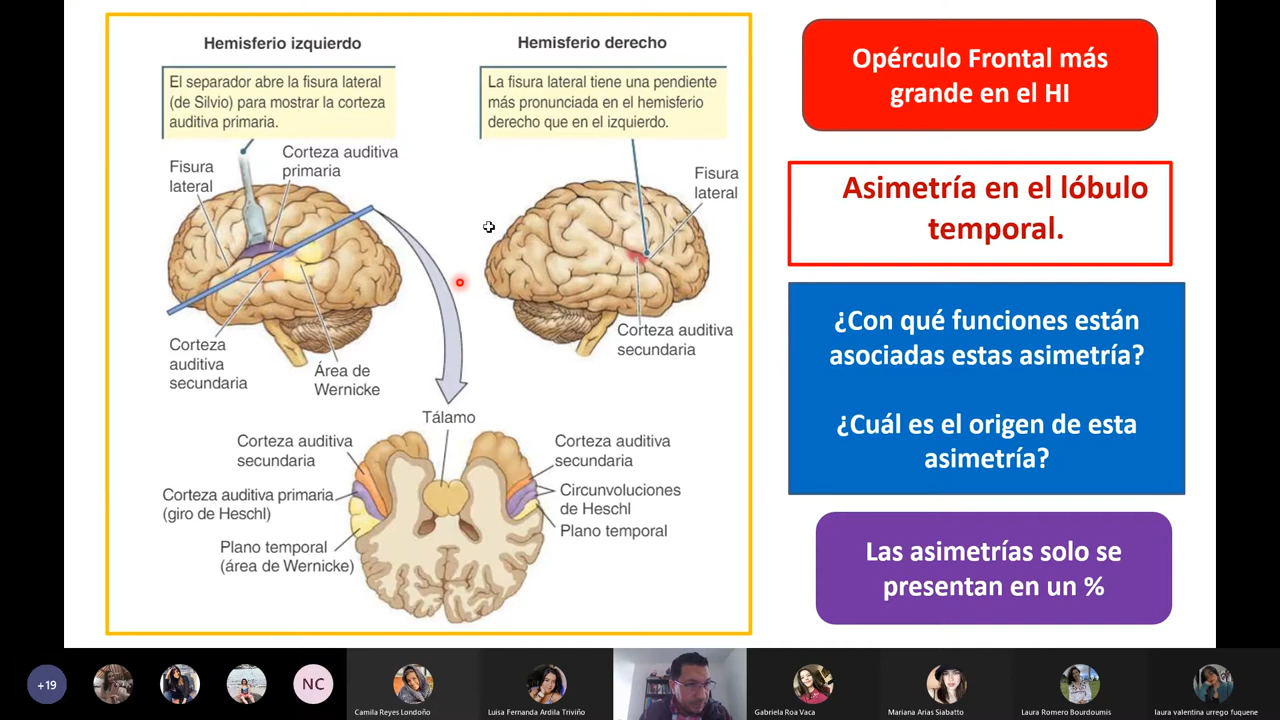 Hemisferio izquierdo
El separador abre la fisura lateral
(de Silvio) para mostrar la corteza
auditiva primaria.
Corteza auditiva
primaria
Fisura
lateral
Corteza
auditiva
secundaria
Área de
Wernicke
Hemisferio derecho
La fisura lateral tiene una pendiente
más pronunciada en el hemisferio
derecho que en el izquierdo.
Fisura
lateral
Corteza auditiva
secundaria
Tálamo
Corteza auditiva
secundaria
Corteza auditiva primaria
(giro de Heschl)
Plano temporal
(área de Wernicke)
Corteza auditiva
secundaria
Circunvoluciones
de Heschl
Plano temporal
Opérculo Frontal más
grande en el HI
Asimetría en el lóbulo
temporal.
¿Con qué funciones están
asociadas estas asimetría?
¿Cuál es el origen de esta
asimetría?
Las asimetrías solo se
presentan en un %
+19
NC
Camila Reyes Londoño
Luisa Fernanda Ardila Triviño
Gabriela Roa Vaca
Mariana Arias Siabatto
Laura Romero Bourdoumis
laura valentina urrego fuquene